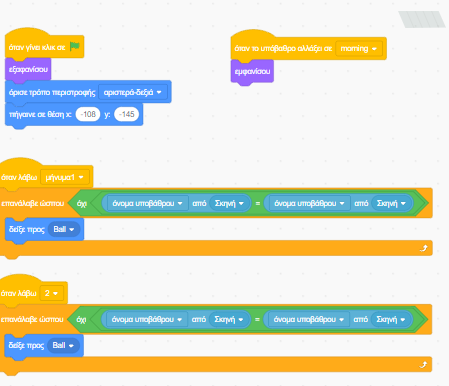 όταν γίνει κλικ σε
εξαφανίσου
όρισε τρόπο περιστροφής αριστερά-δεξιά
πήγαινε σε θέση x: -108 y: -145
όταν το υπόβαθρο αλλάξει σε morning
εμφανίσου
όταν λάβω μήνυμα1
επανάλαβε ώσπου όχι όνομα υποβάθρου από Σκηνή = όνομα υποβάθρου από Σκηνή
δείξε προς Ball
όταν λάβω 2
επανάλαβε ώσπου όχι όνομα υποβάθρου από Σκηνή = όνομα υποβάθρου από Σκηνή
δείξε προς Ball